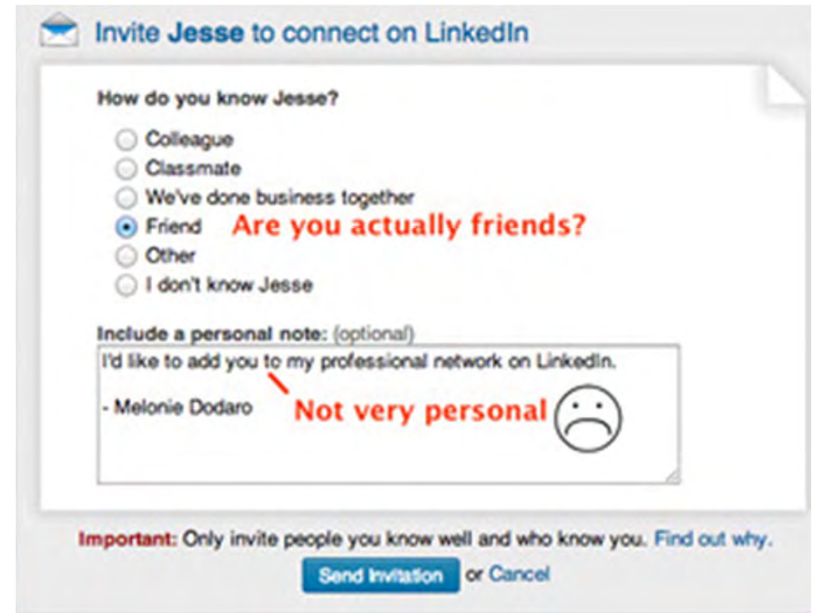 Invite Jesse to connect on LinkedIn
How do you know Jesse?
Colleague
Classmate
We've done business together
Friend Are you actually friends?
Other
I don't know Jesse
Include a personal note: (optional)
I'd like to add you to my professional network on LinkedIn.
- Melonie Dodaro Not very personal
Important: Only invite people you know well and who know you. Find out why.
Send Invitation or Cancel